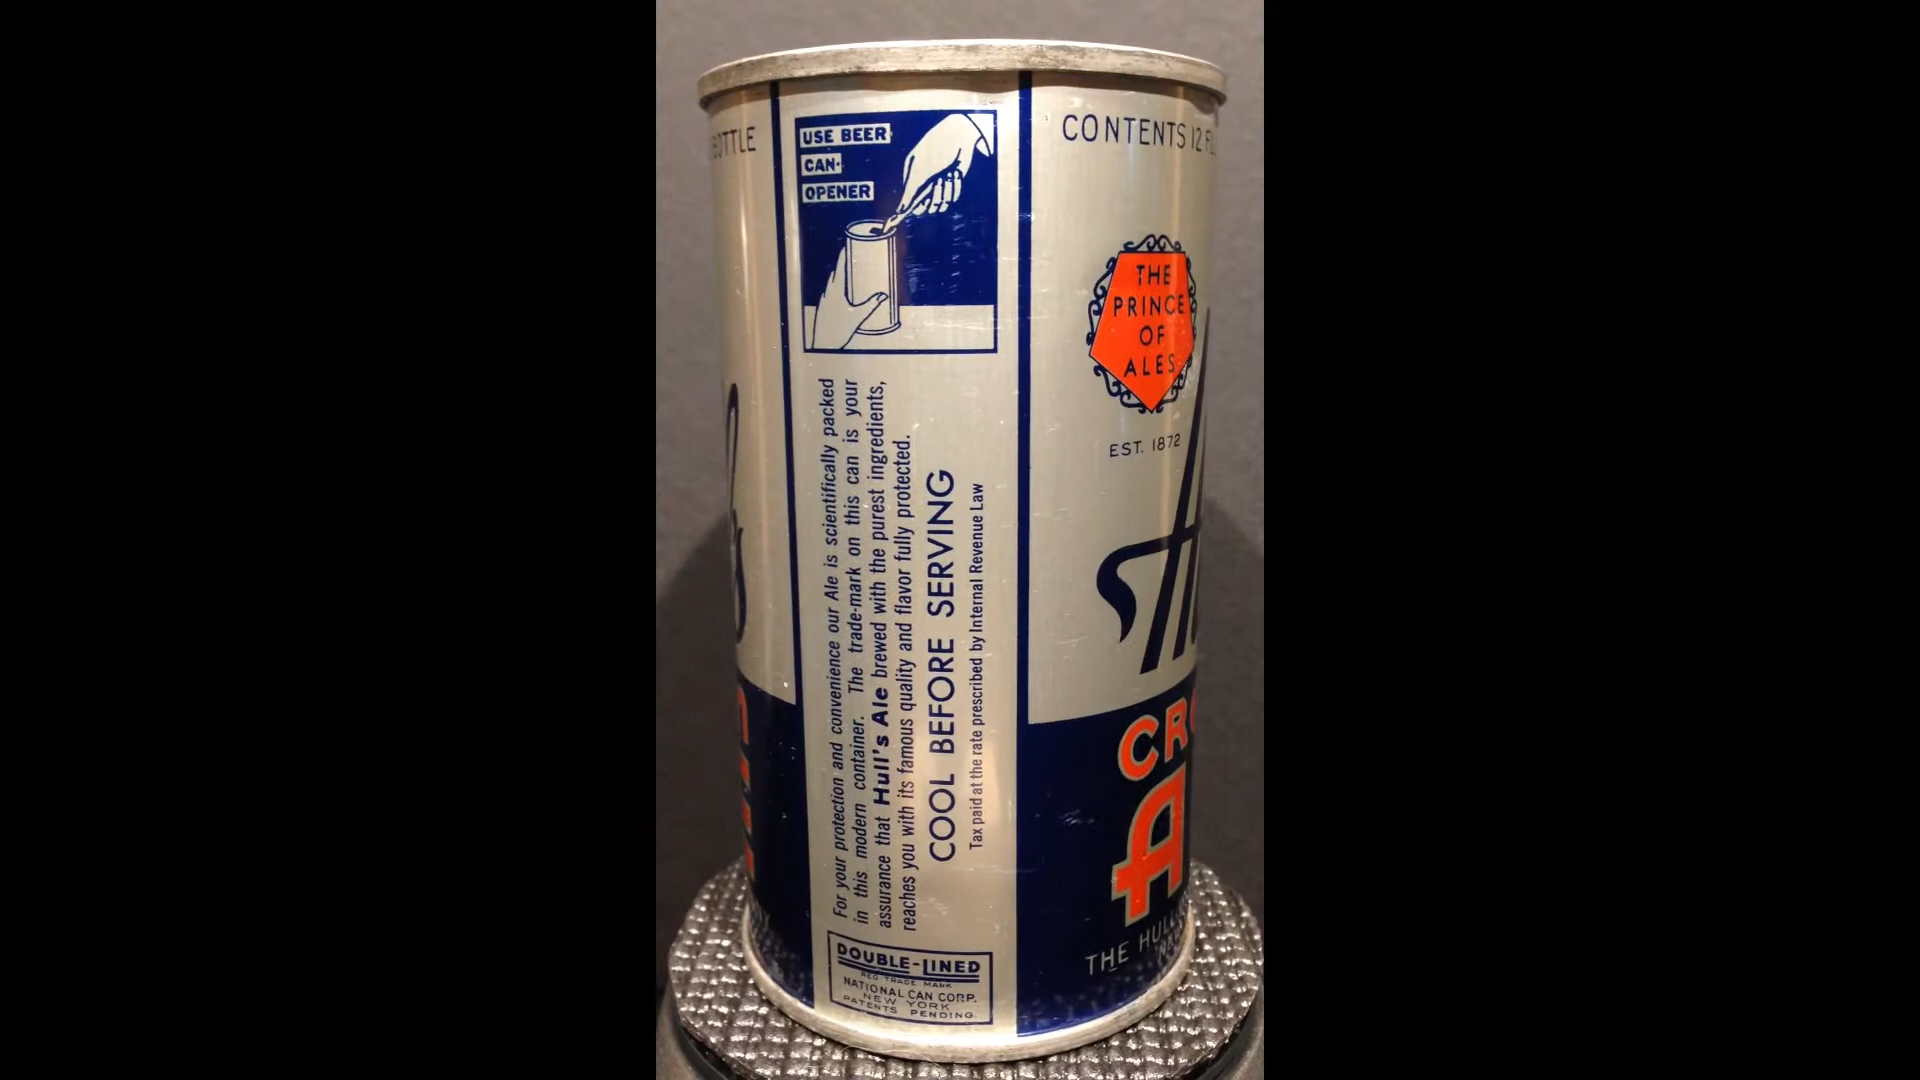 BOTTLE
USE BEER
CAN-
OPENER
For your protection and convenience our Ale is scientifically packed
in this modern container. The trade-mark on this can is your
assurance that Hull's Ale brewed with the purest ingredients,
reaches you with its famous quality and flavor fully protected.
COOL BEFORE SERVING
Tax paid at the rate prescribed by Internal Revenue Law
DOUBLE-LINED
REG. TRADE MARK
NATIONAL CAN CORP.
NEW YORK
PATENTS PENDING.
CONTENTS 12 FL.
THE
PRINCE
OF
ALES
EST. 1872
CRO
A
THE HULL